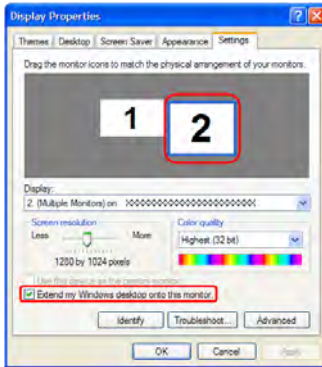 Display Properties
Themes Desktop Screen Saver Appearance Settings
Drag the monitor icons to match the physical arrangement of your monitors.
1 2
Display:
2. (Multiple Monitors) on XXXXXXXXXXXXXXXXXXXXXXXX
Screen resolution Color quality
Less More Highest (32 bit)
1280 by 1024 pixels
Use this device as the primary monitor.
Extend my Windows desktop onto this monitor.
Identify Troubleshoot... Advanced
OK Cancel Apply